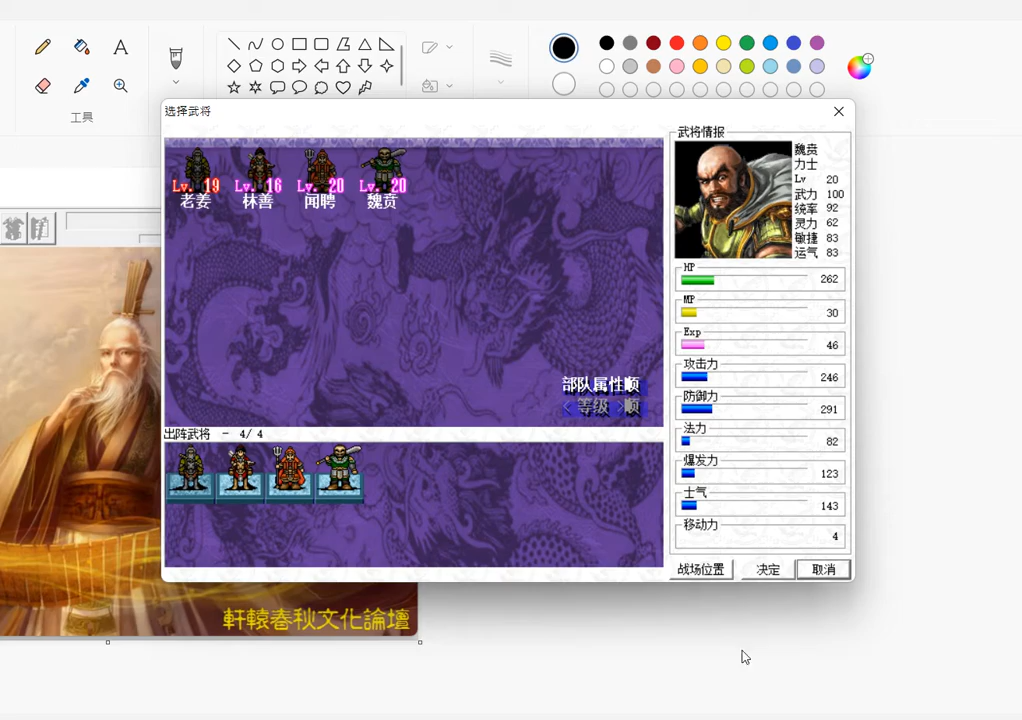 A
工具
选择武将
Lv. 19
Lv. 16
Lv. 20
Lv. 20
老姜
林善
闻聘
魏贲
部队属性顺
< 等级 >顺
出阵武将 － 4/ 4
武将情报
魏贲
力士
Lv 20
武力 100
统率 92
灵力 62
敏捷 83
运气 83
HP
262
MP
30
Exp
46
攻击力
246
防御力
291
法力
82
爆发力
123
士气
143
移动力
4
战场位置
决定
取消
軒轅春秋文化論壇